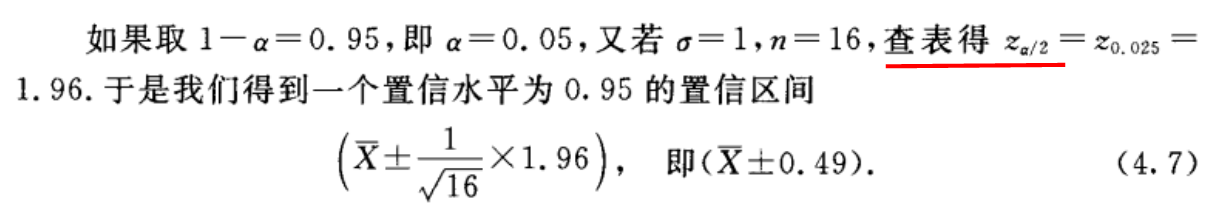 如果取 1－α＝0.95，即 α＝0.05，又若 σ＝1，n＝16，查表得 z_{α/2}＝z_{0.025}＝
1.96．于是我们得到一个置信水平为 0.95 的置信区间
(X̄±\frac{1}{\sqrt{16}}×1.96)， 即(X̄±0.49)． (4.7)